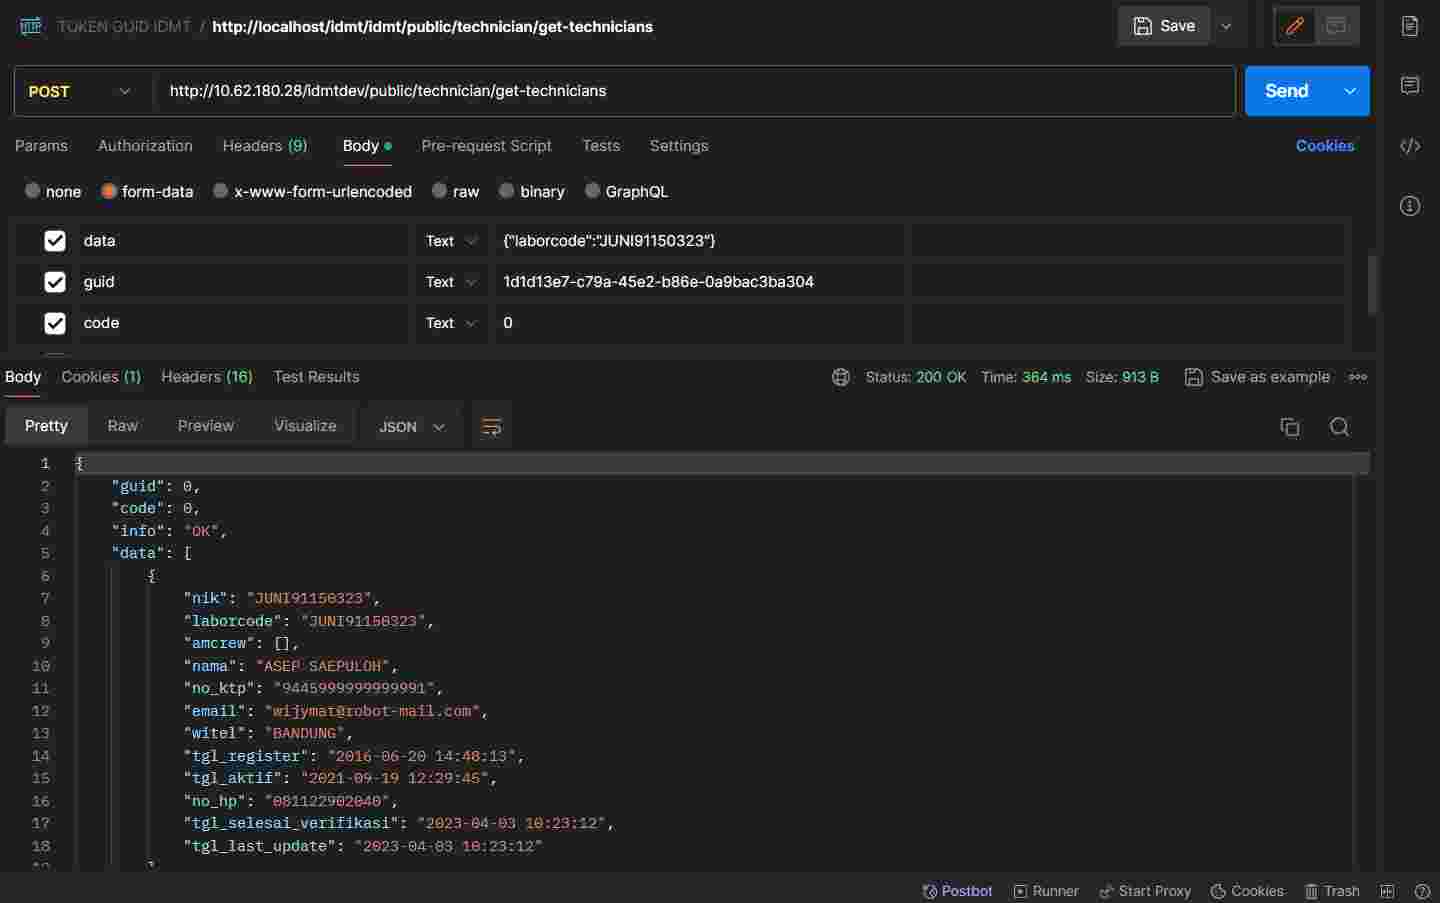 TOKEN GUID IDMT / http://localhost/idmt/idmt/public/technician/get-technicians Save
POST http://10.62.180.28/idmtdev/public/technician/get-technicians Send
Params Authorization Headers (9) Body Pre-request Script Tests Settings Cookies
none form-data x-www-form-urlencoded raw binary GraphQL
data Text {"laborcode":"JUNI91150323"}
guid Text 1d1d13e7-c79a-45e2-b86e-0a9bac3ba304
code Text 0
Body Cookies (1) Headers (16) Test Results Status: 200 OK Time: 364 ms Size: 913 B Save as example
Pretty Raw Preview Visualize JSON
1 {
2 "guid": 0,
3 "code": 0,
4 "info": "OK",
5 "data": [
6 {
7 "nik": "JUNI91150323",
8 "laborcode": "JUNI91150323",
9 "amcrew": [],
10 "nama": "ASEP SAEPULOH",
11 "no_ktp": "9445999999999991",
12 "email": "wijymat@robot-mail.com",
13 "witel": "BANDUNG",
14 "tgl_register": "2016-06-20 14:48:13",
15 "tgl_aktif": "2021-09-19 12:29:45",
16 "no_hp": "081122902040",
17 "tgl_selesai_verifikasi": "2023-04-03 10:23:12",
18 "tgl_last_update": "2023-04-03 10:23:12"
Postbot Runner Start Proxy Cookies Trash